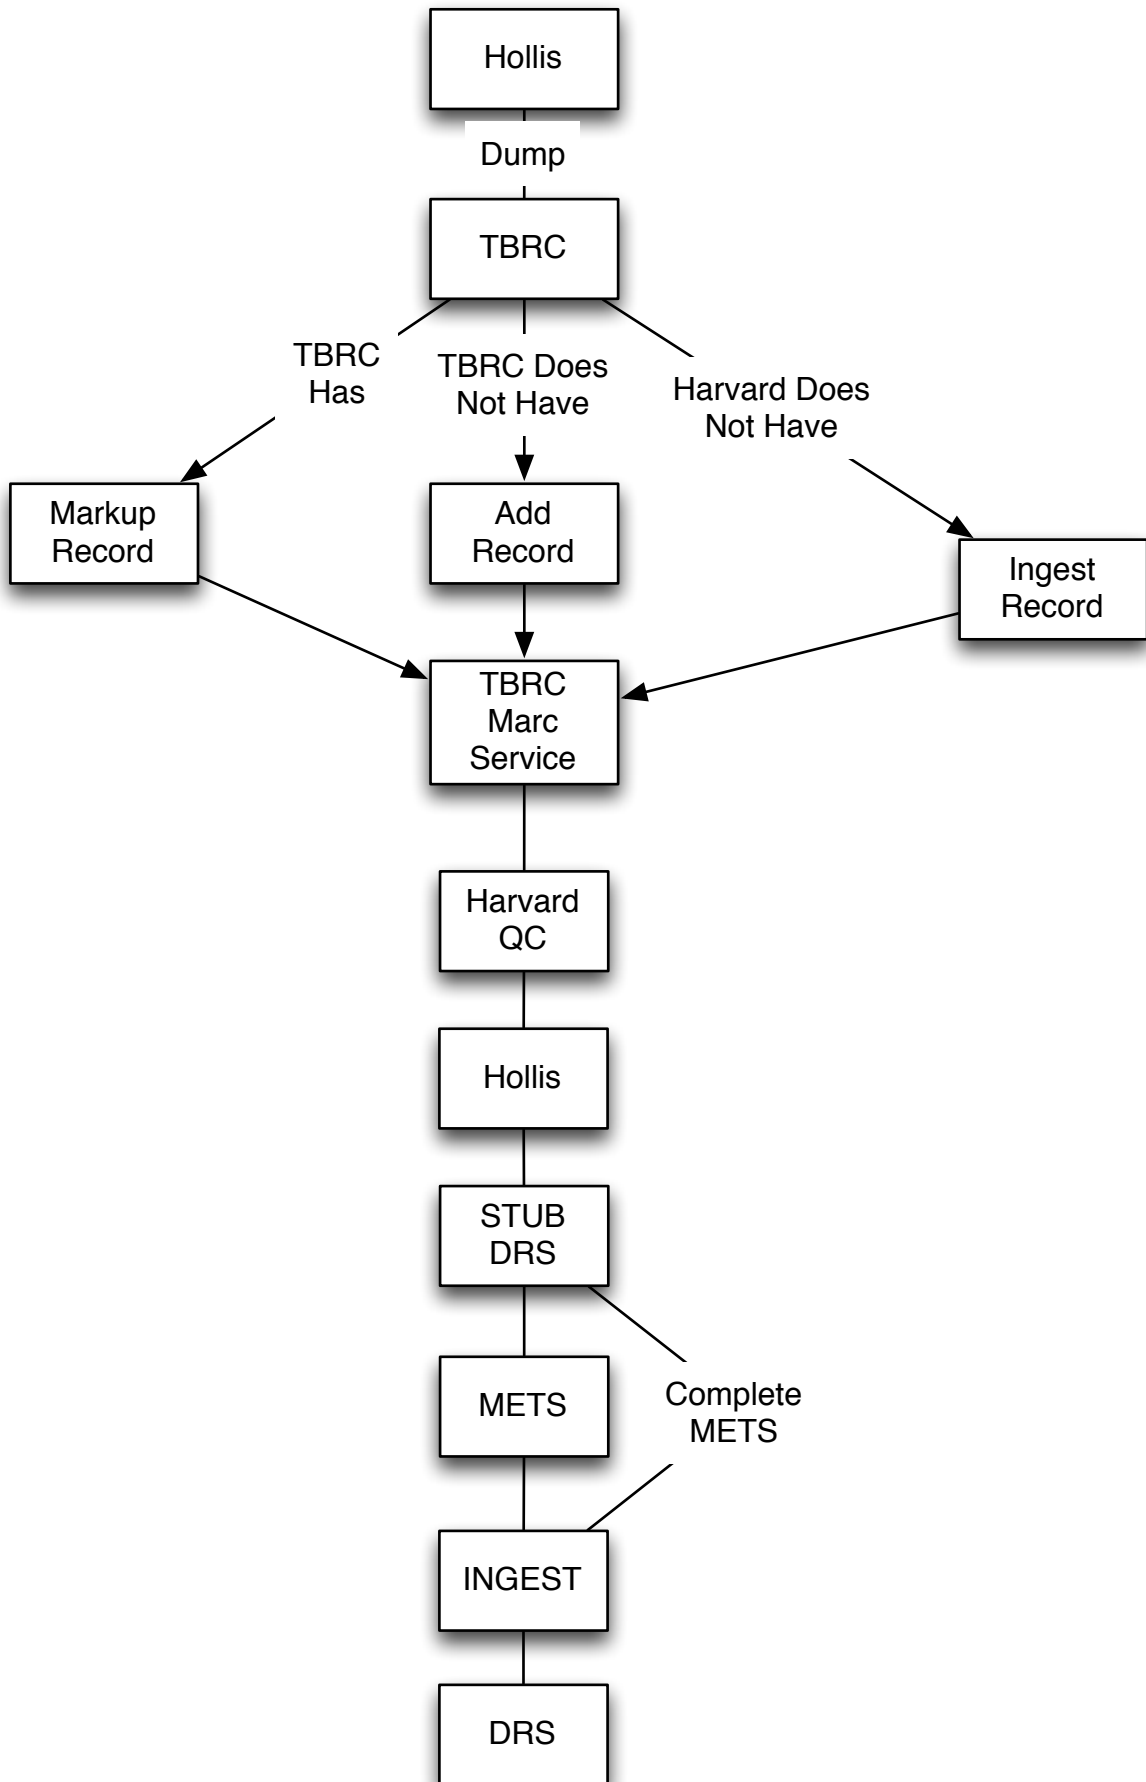 Hollis
Dump
TBRC
TBRC
Has
TBRC Does
Not Have
Harvard Does
Not Have
Markup
Record
Add
Record
Ingest
Record
TBRC
Marc
Service
Harvard
QC
Hollis
STUB
DRS
METS
Complete
METS
INGEST
DRS